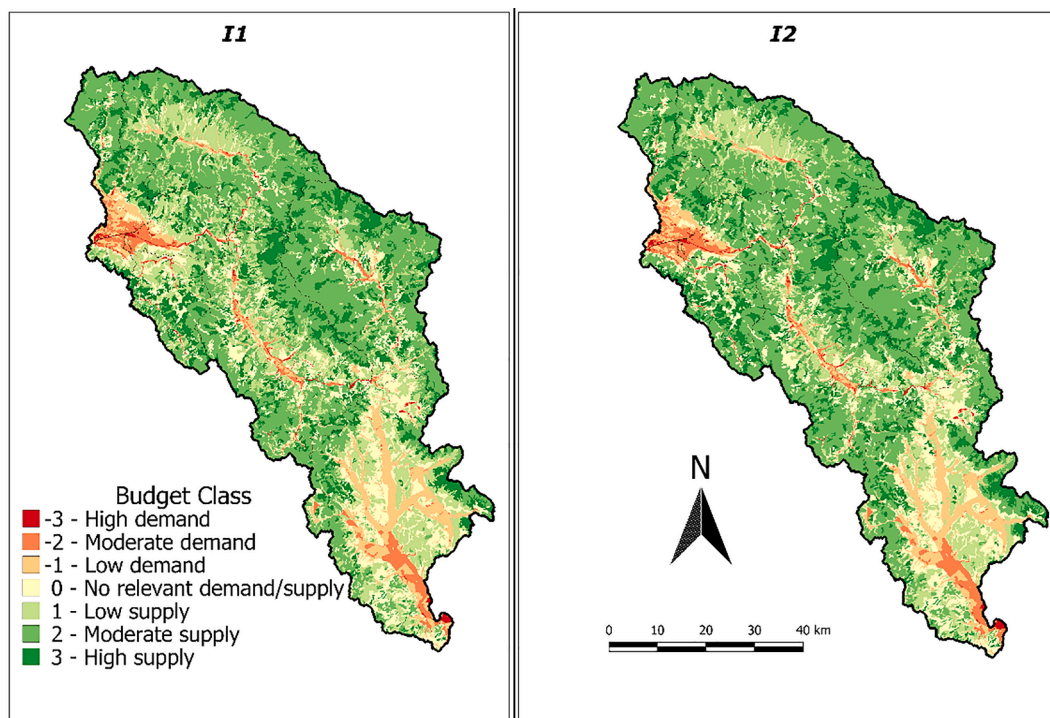 I1
I2
Budget Class
-3 - High demand
-2 - Moderate demand
-1 - Low demand
0 - No relevant demand/supply
1 - Low supply
2 - Moderate supply
3 - High supply
N
0 10 20 30 40 km